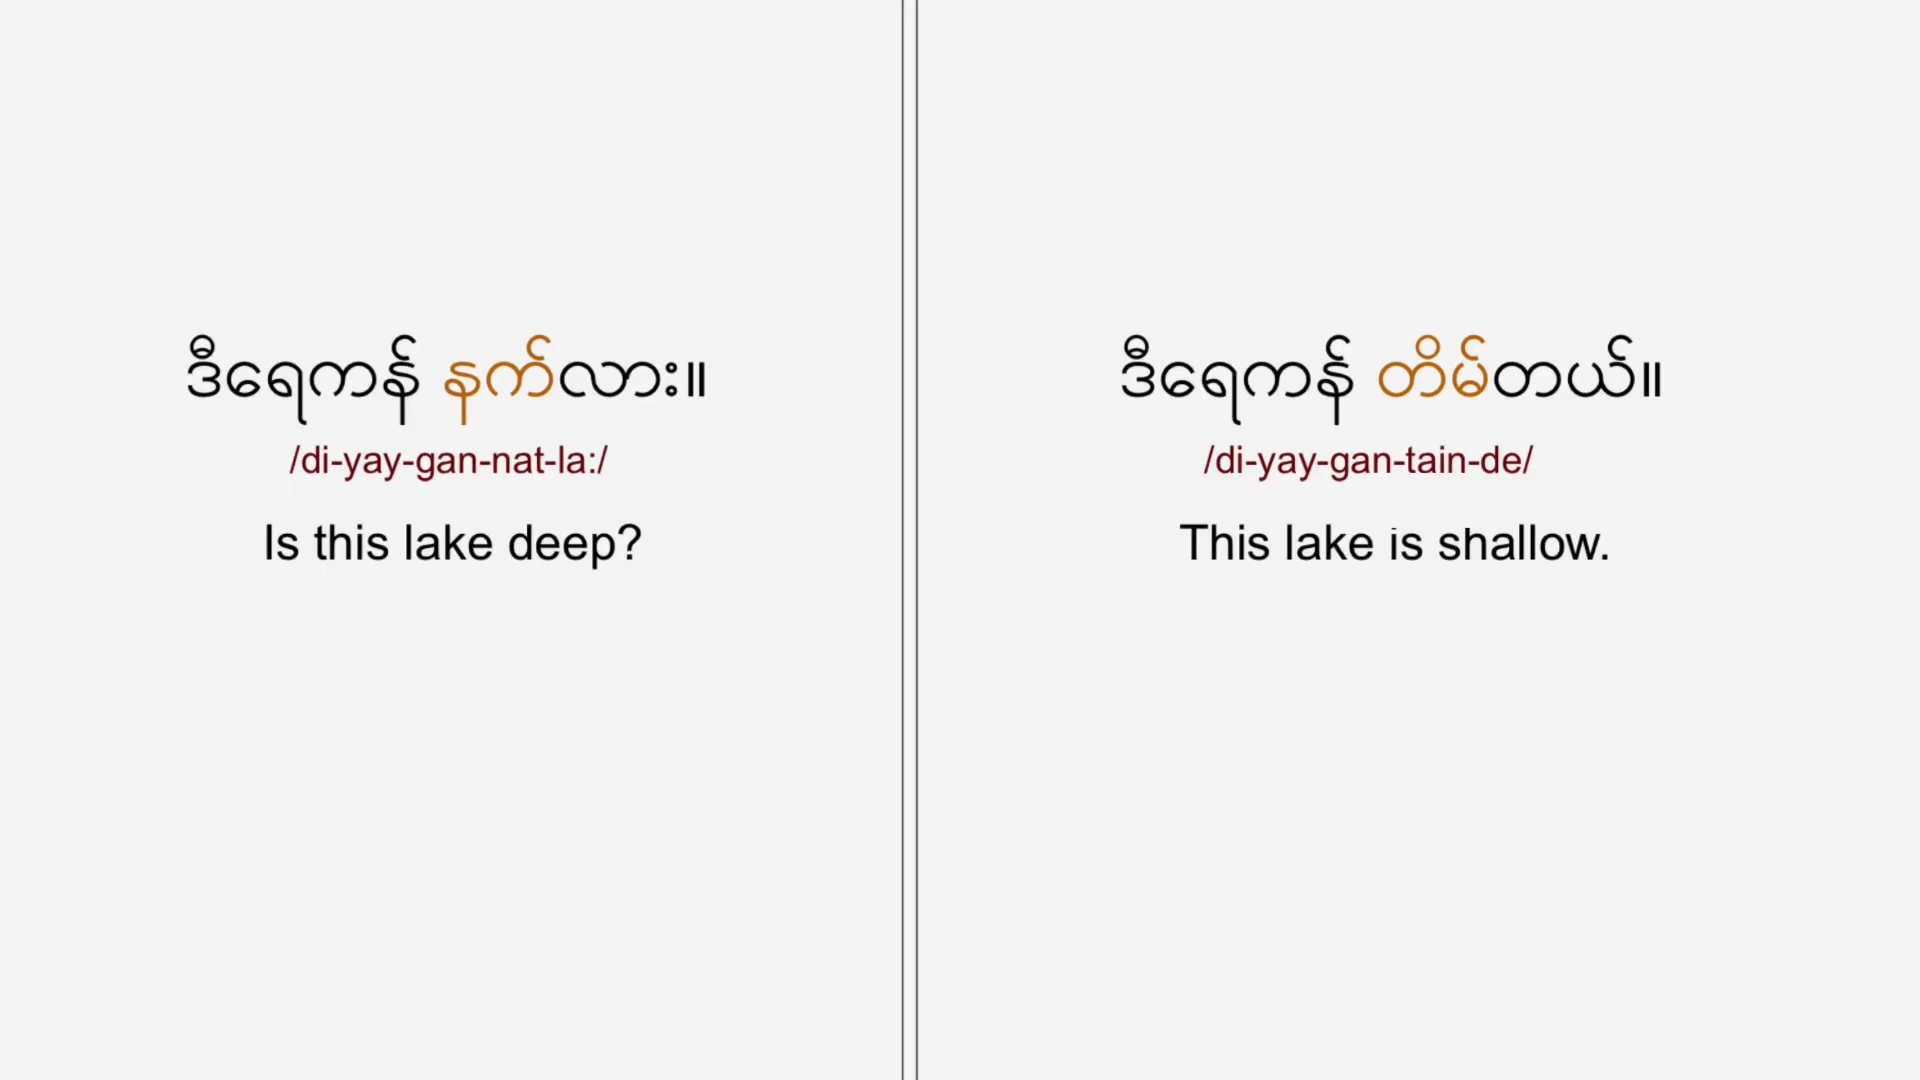 ဒီရေကန် နက်လား။
/di-yay-gan-nat-la:/
Is this lake deep?
ဒီရေကန် တိမ်တယ်။
/di-yay-gan-tain-de/
This lake is shallow.